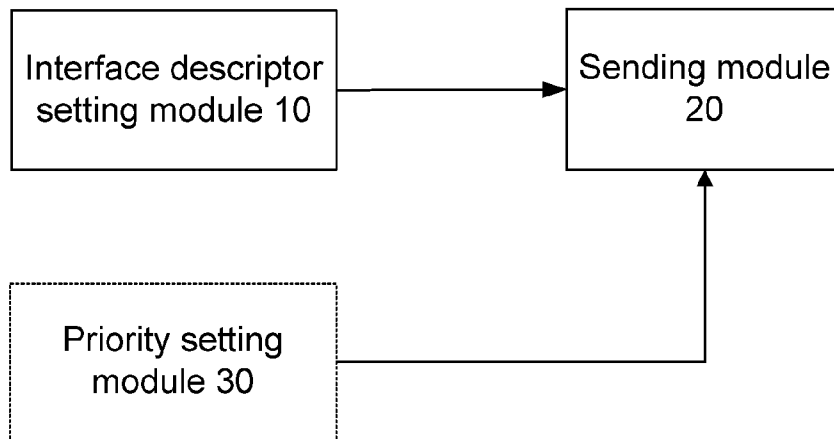 Interface descriptor
setting module 10
Sending module
20
Priority setting
module 30